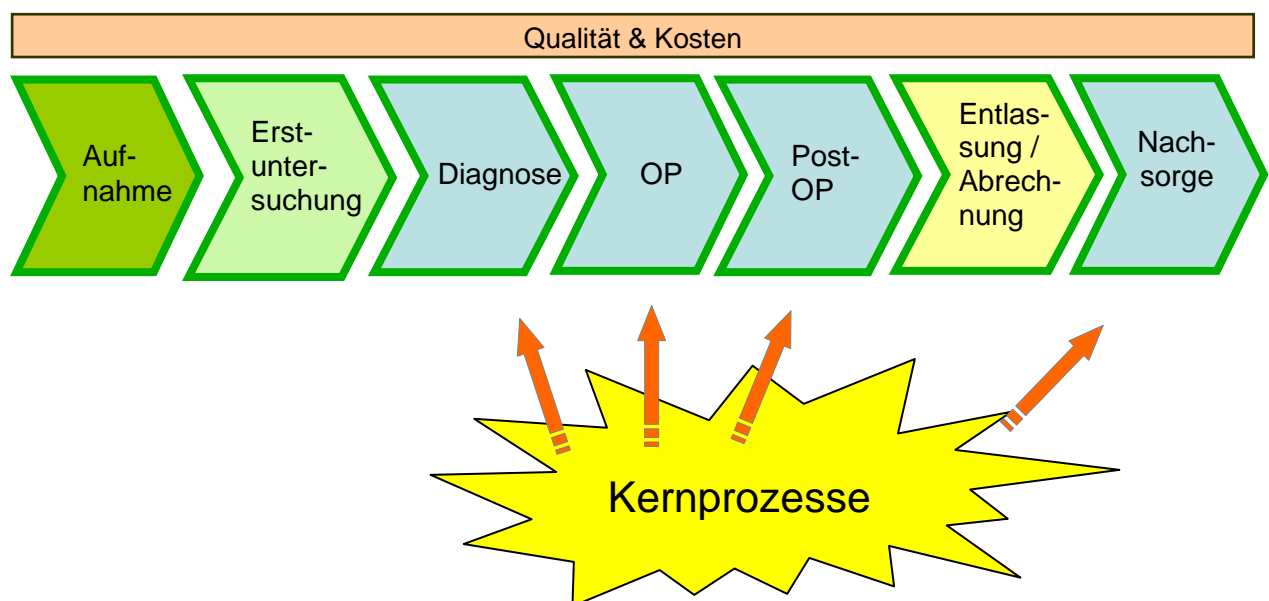 Qualität & Kosten
Auf-
nahme
Erst-
unter-
suchung
Diagnose
OP
Post-
OP
Entlas-
sung /
Abrech-
nung
Nach-
sorge
Kernprozesse